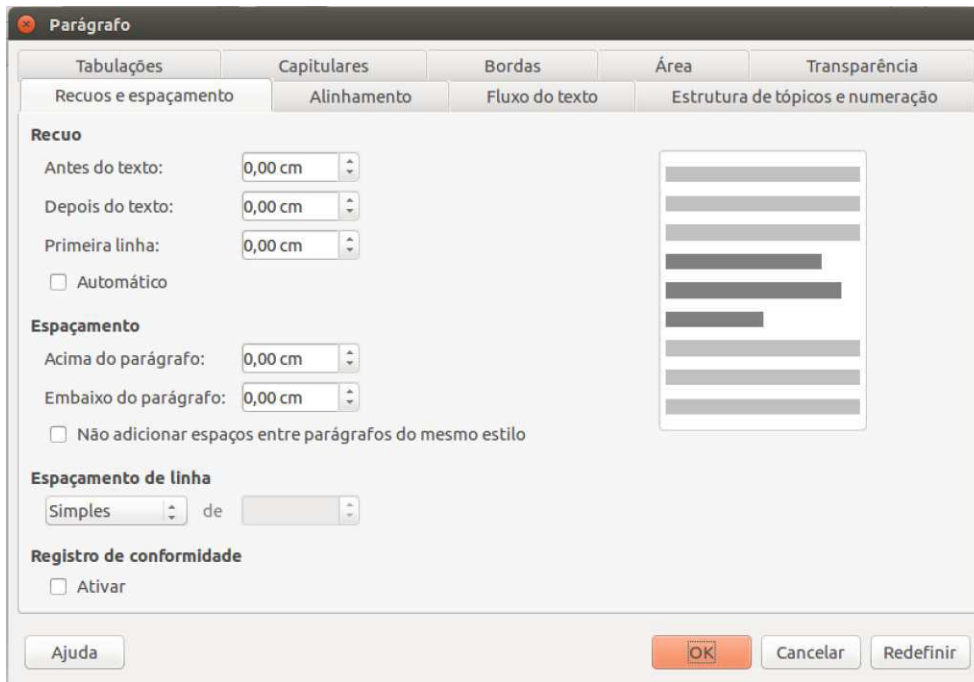 Parágrafo
Tabulações Capitulares Bordas Área Transparência
Recuos e espaçamento Alinhamento Fluxo do texto Estrutura de tópicos e numeração
Recuo
Antes do texto: 0,00 cm
Depois do texto: 0,00 cm
Primeira linha: 0,00 cm
Automático
Espaçamento
Acima do parágrafo: 0,00 cm
Embaixo do parágrafo: 0,00 cm
Não adicionar espaços entre parágrafos do mesmo estilo
Espaçamento de linha
Simples de
Registro de conformidade
Ativar
Ajuda OK Cancelar Redefinir